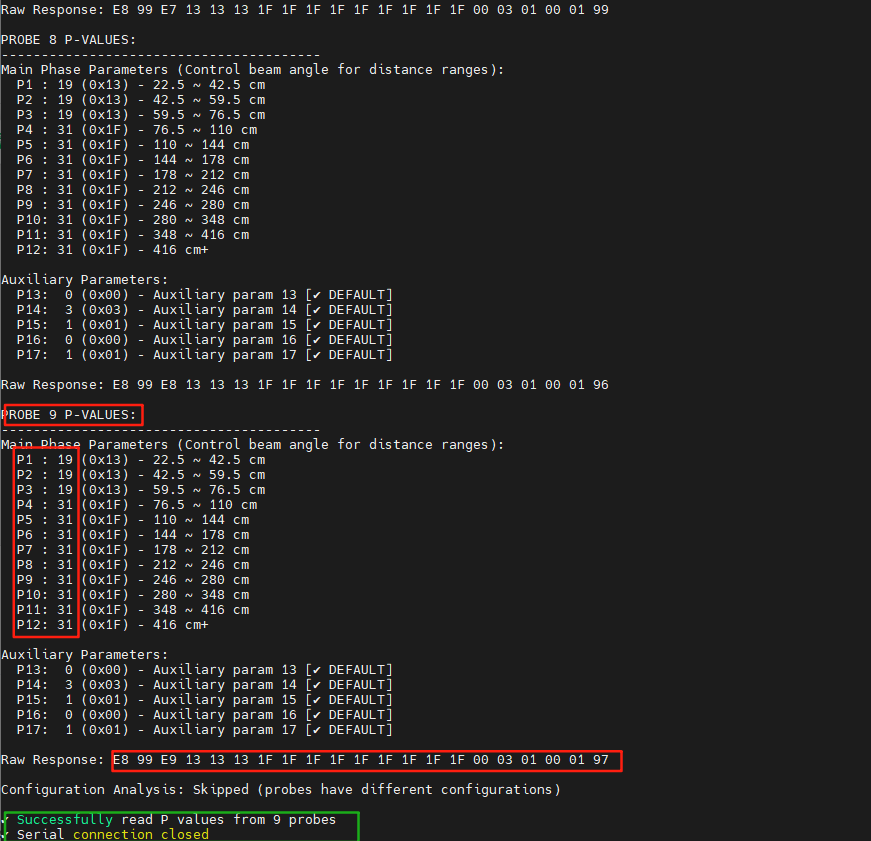 Raw Response: E8 99 E7 13 13 13 1F 1F 1F 1F 1F 1F 1F 1F 1F 00 03 01 00 01 99
PROBE 8 P-VALUES:
----------------------------------------
Main Phase Parameters (Control beam angle for distance ranges):
P1 : 19 (0x13) - 22.5 ~ 42.5 cm
P2 : 19 (0x13) - 42.5 ~ 59.5 cm
P3 : 19 (0x13) - 59.5 ~ 76.5 cm
P4 : 31 (0x1F) - 76.5 ~ 110 cm
P5 : 31 (0x1F) - 110 ~ 144 cm
P6 : 31 (0x1F) - 144 ~ 178 cm
P7 : 31 (0x1F) - 178 ~ 212 cm
P8 : 31 (0x1F) - 212 ~ 246 cm
P9 : 31 (0x1F) - 246 ~ 280 cm
P10: 31 (0x1F) - 280 ~ 348 cm
P11: 31 (0x1F) - 348 ~ 416 cm
P12: 31 (0x1F) - 416 cm+
Auxiliary Parameters:
P13:  0 (0x00) - Auxiliary param 13 [✔ DEFAULT]
P14:  3 (0x03) - Auxiliary param 14 [✔ DEFAULT]
P15:  1 (0x01) - Auxiliary param 15 [✔ DEFAULT]
P16:  0 (0x00) - Auxiliary param 16 [✔ DEFAULT]
P17:  1 (0x01) - Auxiliary param 17 [✔ DEFAULT]
Raw Response: E8 99 E8 13 13 13 1F 1F 1F 1F 1F 1F 1F 1F 1F 00 03 01 00 01 96
PROBE 9 P-VALUES:
----------------------------------------
Main Phase Parameters (Control beam angle for distance ranges):
P1 : 19 (0x13) - 22.5 ~ 42.5 cm
P2 : 19 (0x13) - 42.5 ~ 59.5 cm
P3 : 19 (0x13) - 59.5 ~ 76.5 cm
P4 : 31 (0x1F) - 76.5 ~ 110 cm
P5 : 31 (0x1F) - 110 ~ 144 cm
P6 : 31 (0x1F) - 144 ~ 178 cm
P7 : 31 (0x1F) - 178 ~ 212 cm
P8 : 31 (0x1F) - 212 ~ 246 cm
P9 : 31 (0x1F) - 246 ~ 280 cm
P10: 31 (0x1F) - 280 ~ 348 cm
P11: 31 (0x1F) - 348 ~ 416 cm
P12: 31 (0x1F) - 416 cm+
Auxiliary Parameters:
P13:  0 (0x00) - Auxiliary param 13 [✔ DEFAULT]
P14:  3 (0x03) - Auxiliary param 14 [✔ DEFAULT]
P15:  1 (0x01) - Auxiliary param 15 [✔ DEFAULT]
P16:  0 (0x00) - Auxiliary param 16 [✔ DEFAULT]
P17:  1 (0x01) - Auxiliary param 17 [✔ DEFAULT]
Raw Response: E8 99 E9 13 13 13 1F 1F 1F 1F 1F 1F 1F 1F 1F 00 03 01 00 01 97
Configuration Analysis: Skipped (probes have different configurations)
✔ Successfully read P values from 9 probes
✔ Serial connection closed